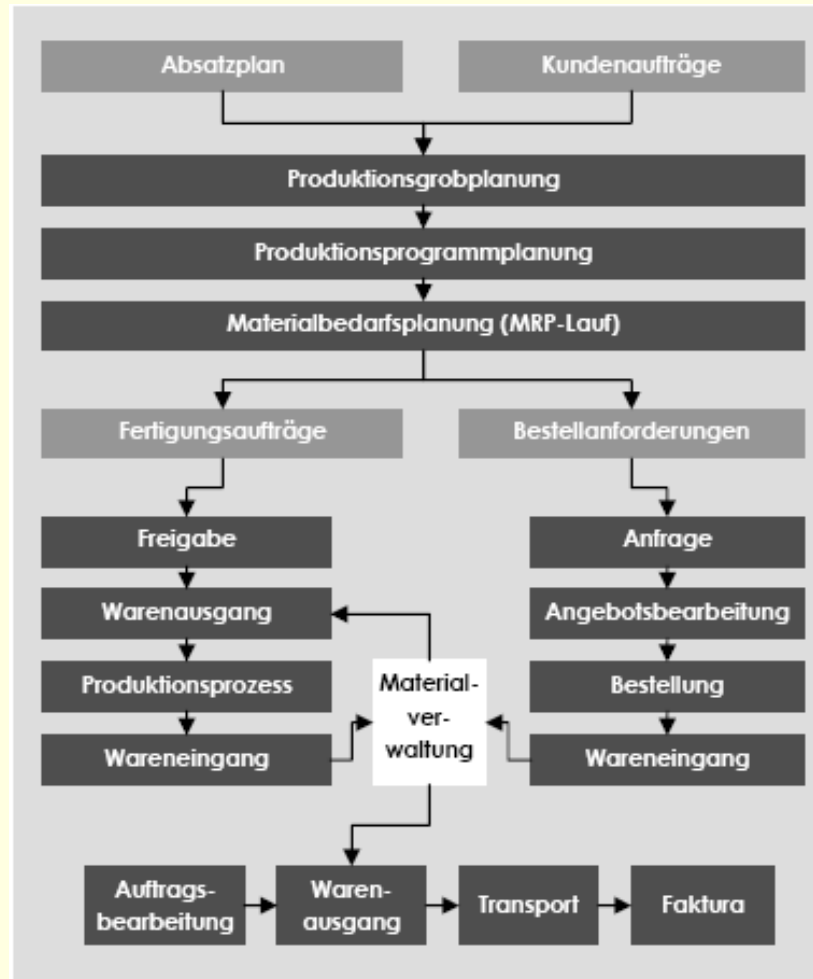 Absatzplan
Kundenaufträge
Produktionsgrobplanung
Produktionsprogrammplanung
Materialbedarfsplanung (MRP-Lauf)
Fertigungsaufträge
Bestellanforderungen
Freigabe
Anfrage
Warenausgang
Angebotsbearbeitung
Produktionsprozess
Material-
ver-
waltung
Bestellung
Wareneingang
Wareneingang
Auftrags-
bearbeitung
Waren-
ausgang
Transport
Faktura